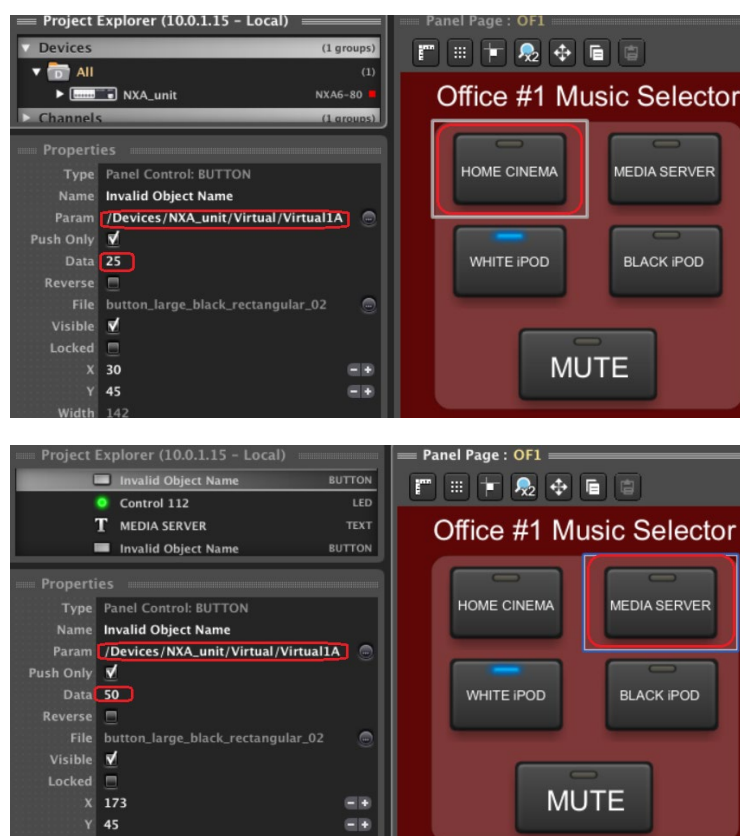 Project Explorer (10.0.1.15 - Local)
Devices (1 groups)
D All (1)
NXA_unit NXA6-80
Channels (1 groups)
Properties
Type Panel Control: BUTTON
Name Invalid Object Name
Param /Devices/NXA_unit/Virtual/Virtual1A
Push Only
Data 25
Reverse
File button_large_black_rectangular_02
Visible
Locked
X 30
Y 45
Width 142
Panel Page : OF1
x2
Office #1 Music Selector
HOME CINEMA MEDIA SERVER
WHITE iPOD BLACK iPOD
MUTE
Project Explorer (10.0.1.15 - Local)
Invalid Object Name BUTTON
Control 112 LED
T MEDIA SERVER TEXT
Invalid Object Name BUTTON
Properties
Type Panel Control: BUTTON
Name Invalid Object Name
Param /Devices/NXA_unit/Virtual/Virtual1A
Push Only
Data 50
Reverse
File button_large_black_rectangular_02
Visible
Locked
X 173
Y 45
Panel Page : OF1
x2
Office #1 Music Selector
HOME CINEMA MEDIA SERVER
WHITE iPOD BLACK iPOD
MUTE